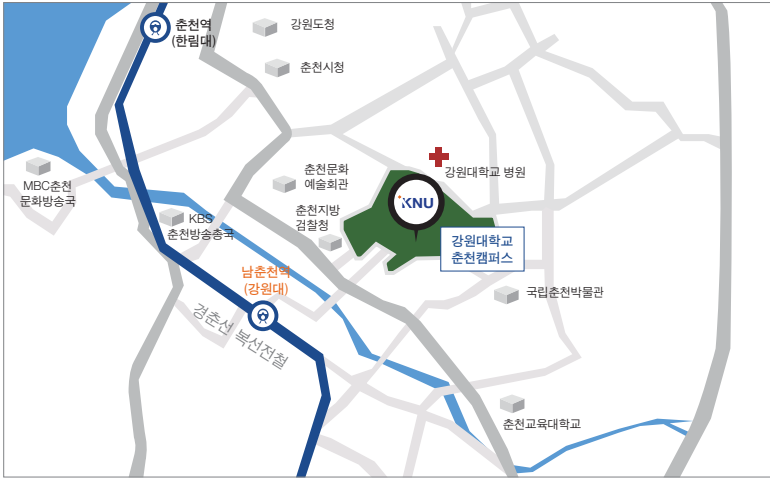 춘천역
(한림대)
강원도청
춘천시청
MBC춘천
문화방송국
KBS
춘천방송총국
춘천문화
예술회관
춘천지방
검찰청
강원대학교 병원
KNU
강원대학교
춘천캠퍼스
남춘천역
(강원대)
경춘선 복선전철
국립춘천박물관
춘천교육대학교